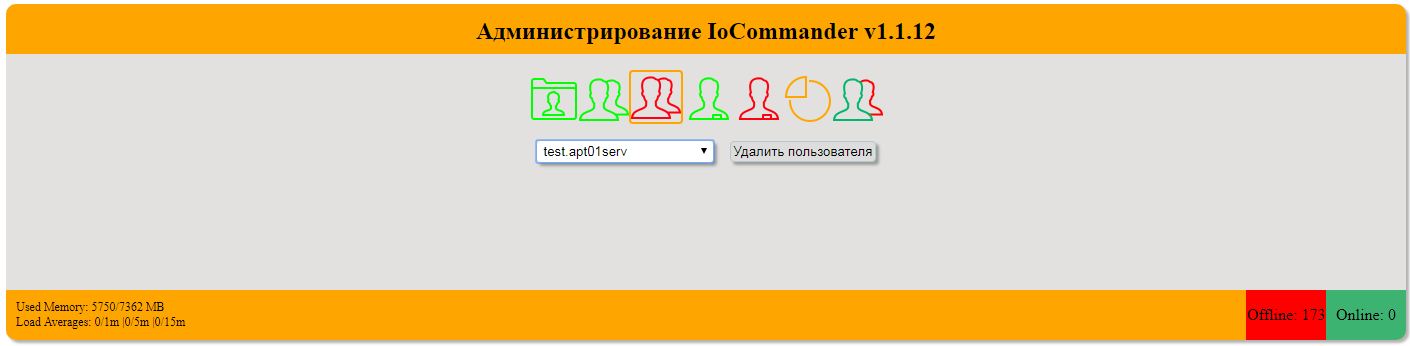 Администрирование IoCommander v1.1.12
test.apt01serv
Удалить пользователя
Used Memory: 5750/7362 MB
Load Averages: 0/1m |0/5m |0/15m
Offline: 173
Online: 0